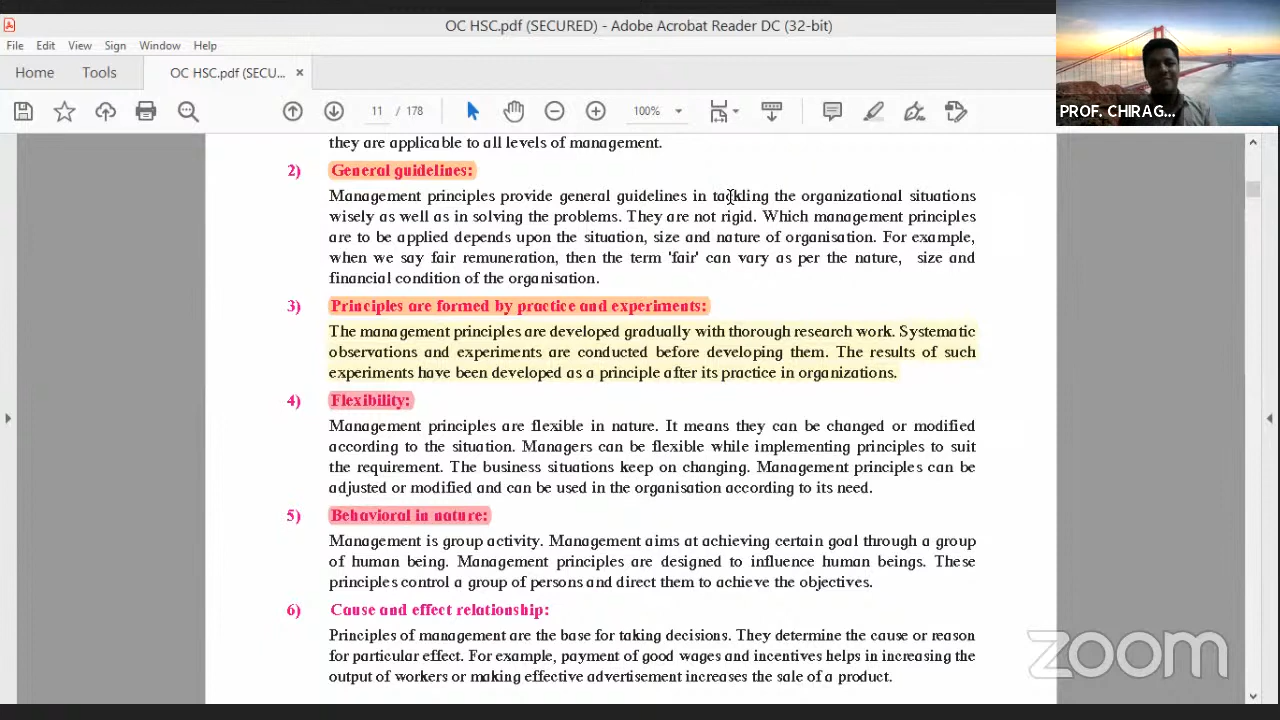 OC HSC.pdf (SECURED) - Adobe Acrobat Reader DC (32-bit)
File Edit View Sign Window Help
Home Tools OC HSC.pdf (SECU... ×
11 / 178 100%
PROF. CHIRAG...
they are applicable to all levels of management.
2) General guidelines:
Management principles provide general guidelines in tackling the organizational situations
wisely as well as in solving the problems. They are not rigid. Which management principles
are to be applied depends upon the situation, size and nature of organisation. For example,
when we say fair remuneration, then the term 'fair' can vary as per the nature, size and
financial condition of the organisation.
3) Principles are formed by practice and experiments:
The management principles are developed gradually with thorough research work. Systematic
observations and experiments are conducted before developing them. The results of such
experiments have been developed as a principle after its practice in organizations.
4) Flexibility:
Management principles are flexible in nature. It means they can be changed or modified
according to the situation. Managers can be flexible while implementing principles to suit
the requirement. The business situations keep on changing. Management principles can be
adjusted or modified and can be used in the organisation according to its need.
5) Behavioral in nature:
Management is group activity. Management aims at achieving certain goal through a group
of human being. Management principles are designed to influence human beings. These
principles control a group of persons and direct them to achieve the objectives.
6) Cause and effect relationship:
Principles of management are the base for taking decisions. They determine the cause or reason
for particular effect. For example, payment of good wages and incentives helps in increasing the
output of workers or making effective advertisement increases the sale of a product.
zoom